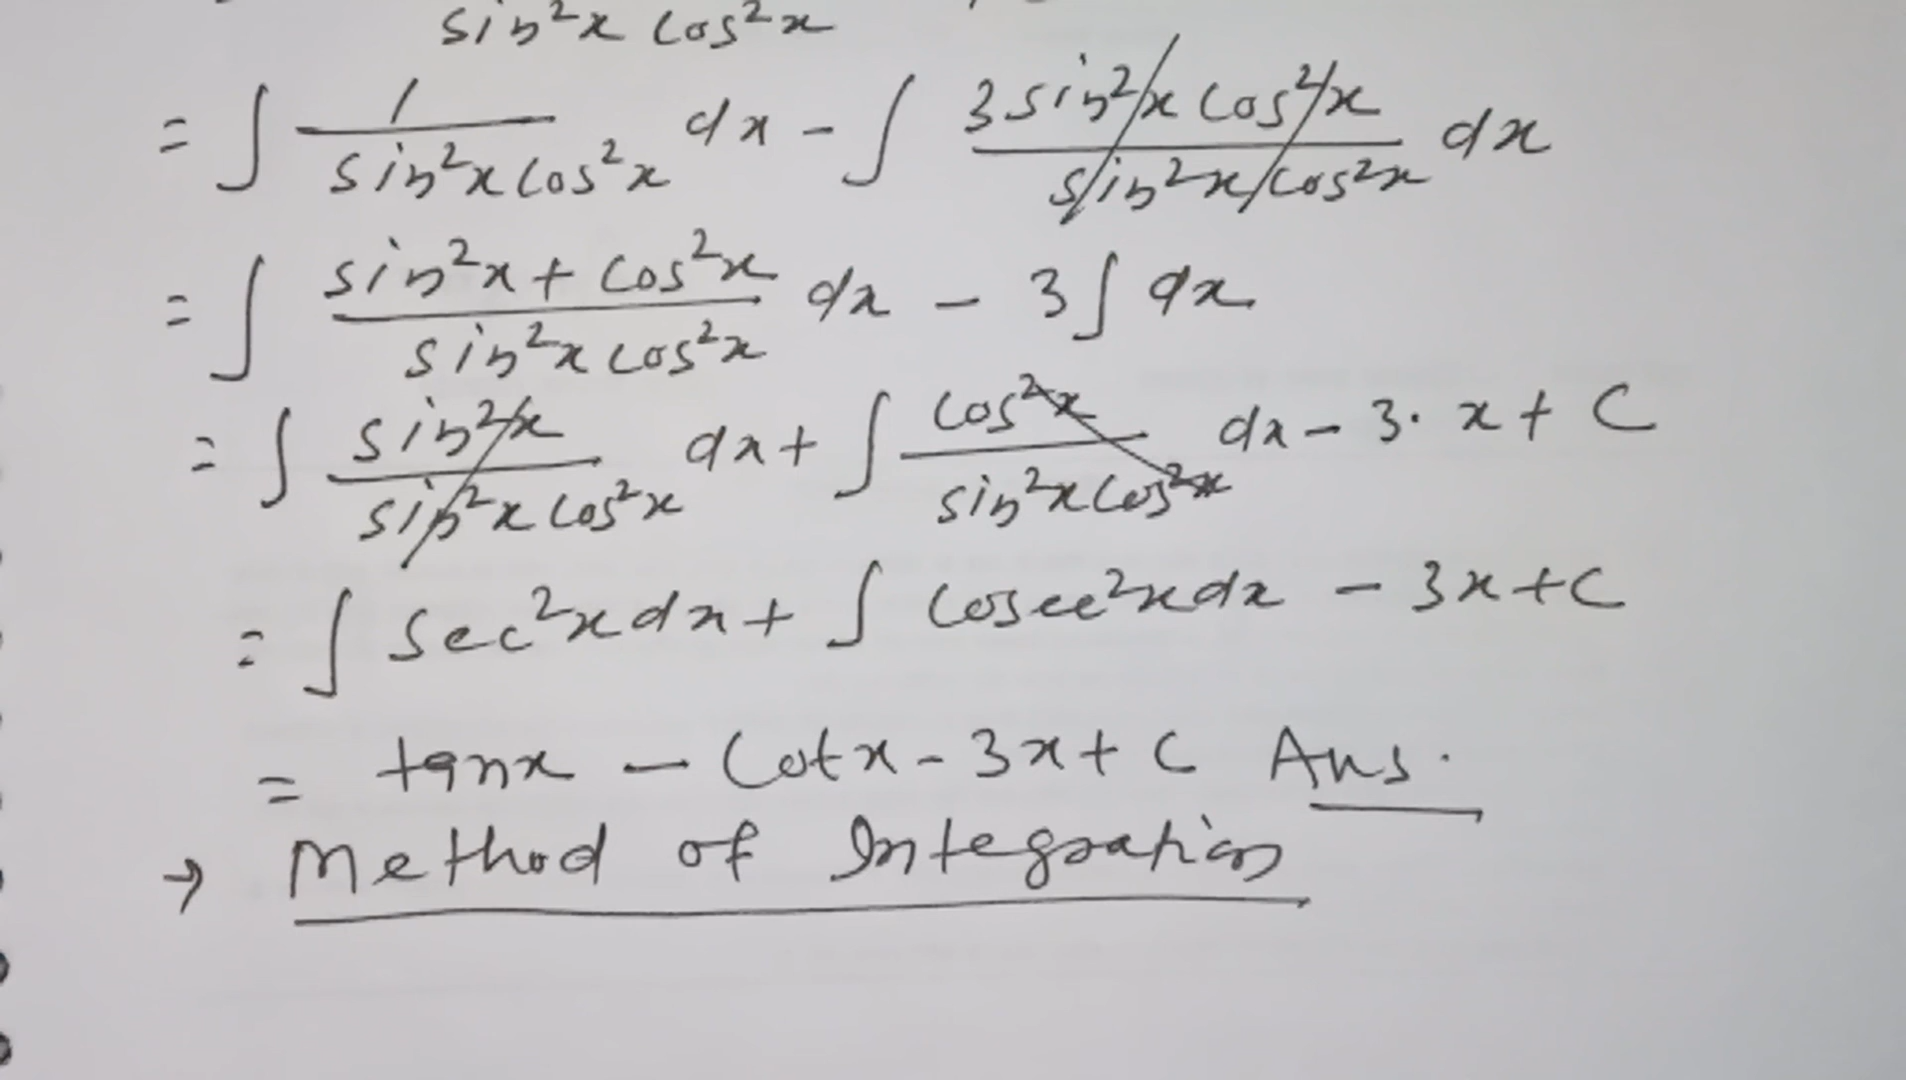 sin²x cos²x
= ∫ 1/(sin²x cos²x) dx - ∫ (3 sin²x cos²x)/(sin²x cos²x) dx
= ∫ (sin²x + cos²x)/(sin²x cos²x) dx - 3∫ dx
= ∫ sin²x/(sin²x cos²x) dx + ∫ cos²x/(sin²x cos²x) dx - 3. x + C
= ∫ sec²x dx + ∫ cosec²x dx - 3x + C
= tanx - Cotx - 3x + C Ans.
→ Method of Integration